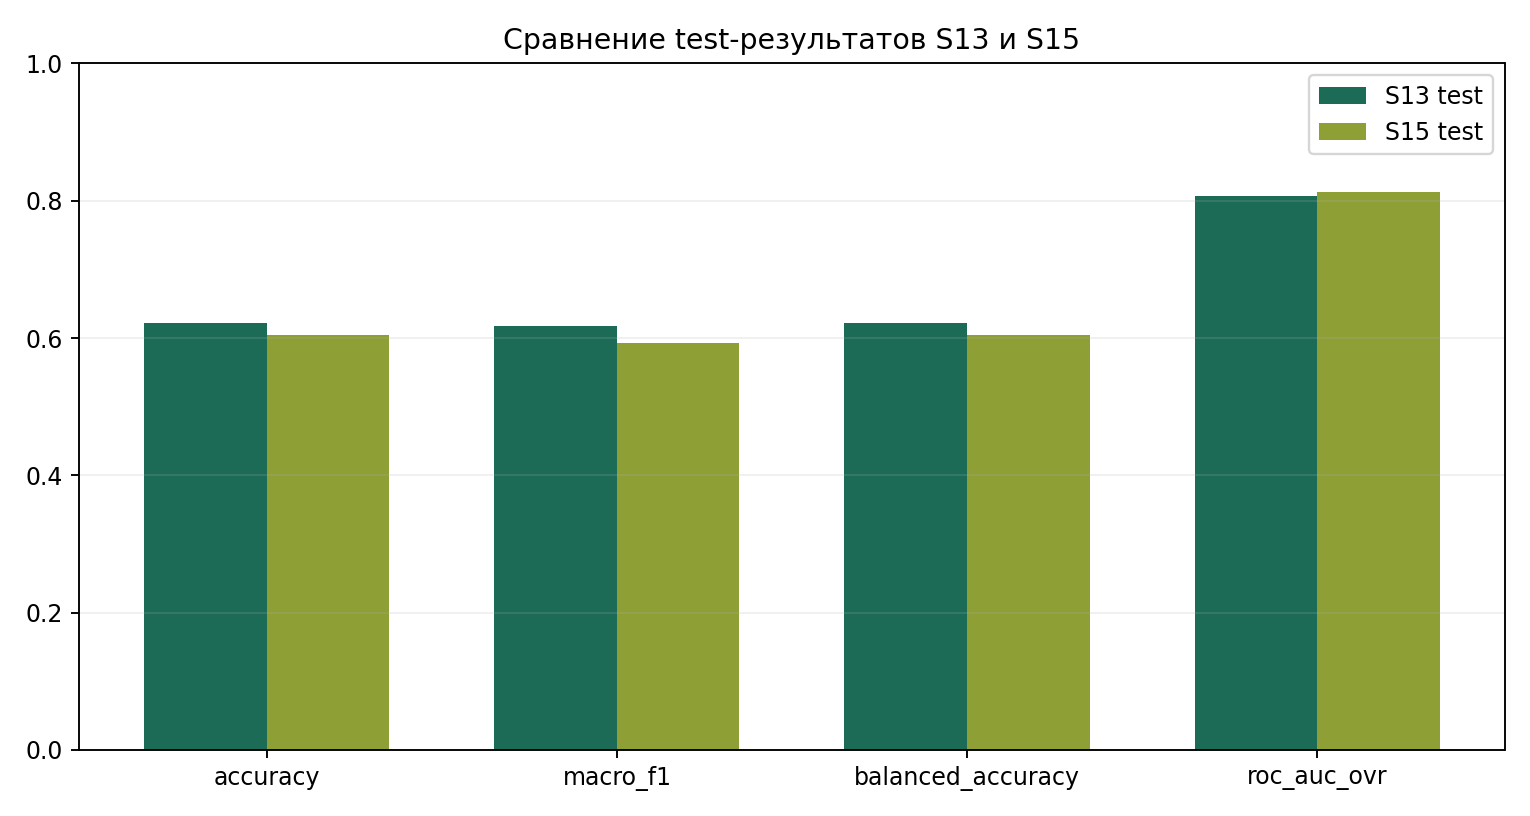 Сравнение test-результатов S13 и S15
1.0
0.8
0.6
0.4
0.2
0.0
S13 test
S15 test
accuracy
macro_f1
balanced_accuracy
roc_auc_ovr